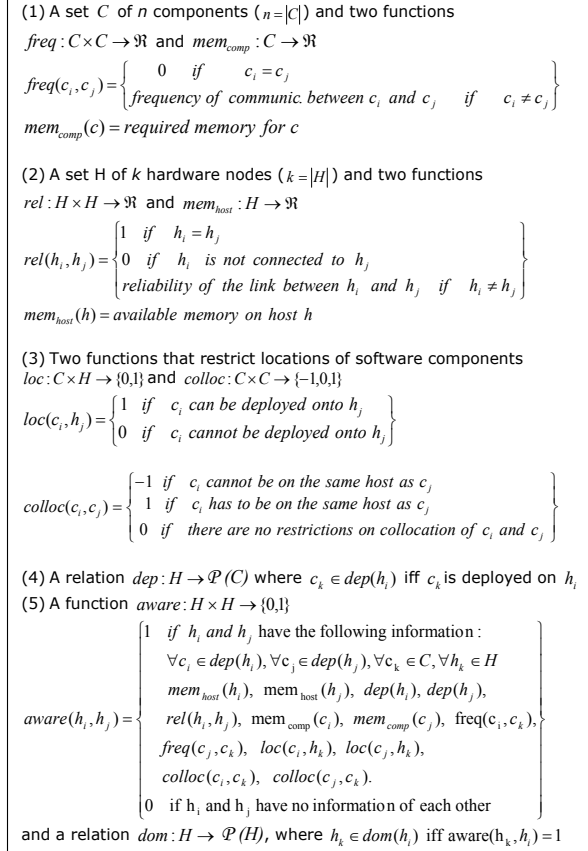 (1) A set C of n components ( n = |C| ) and two functions
freq : C × C → ℜ and mem_comp : C → ℜ
freq(c_i, c_j) = { 0 if c_i = c_j
frequency of communic. between c_i and c_j if c_i ≠ c_j }
mem_comp(c) = required memory for c
(2) A set H of k hardware nodes ( k = |H| ) and two functions
rel : H × H → ℜ and mem_host : H → ℜ
rel(h_i, h_j) = { 1 if h_i = h_j
0 if h_i is not connected to h_j
reliability of the link between h_i and h_j if h_i ≠ h_j }
mem_host(h) = available memory on host h
(3) Two functions that restrict locations of software components
loc : C × H → {0,1} and colloc : C × C → {−1,0,1}
loc(c_i, h_j) = { 1 if c_i can be deployed onto h_j
0 if c_i cannot be deployed onto h_j }
colloc(c_i, c_j) = { −1 if c_i cannot be on the same host as c_j
1 if c_i has to be on the same host as c_j
0 if there are no restrictions on collocation of c_i and c_j }
(4) A relation dep : H → 𝒫(C) where c_k ∈ dep(h_i) iff c_k is deployed on h_i
(5) A function aware : H × H → {0,1}
aware(h_i, h_j) = { 1 if h_i and h_j have the following information :
∀c_i ∈ dep(h_i), ∀c_j ∈ dep(h_j), ∀c_k ∈ C, ∀h_k ∈ H
mem_host(h_i), mem_host(h_j), dep(h_i), dep(h_j),
rel(h_i, h_j), mem_comp(c_i), mem_comp(c_j), freq(c_i, c_k),
freq(c_j, c_k), loc(c_i, h_k), loc(c_j, h_k),
colloc(c_i, c_k), colloc(c_j, c_k).
0 if h_i and h_j have no information of each other }
and a relation dom : H → 𝒫(H), where h_k ∈ dom(h_i) iff aware(h_k, h_i) = 1